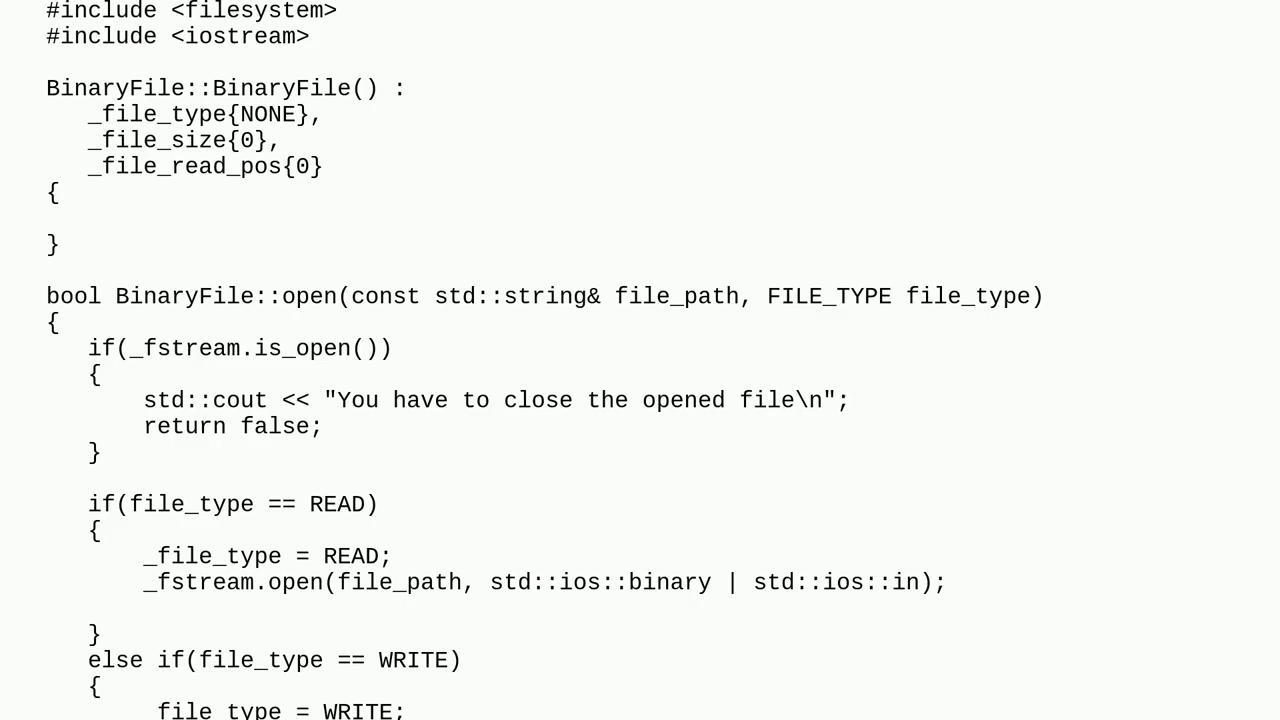 #include <filesystem>
#include <iostream>

BinaryFile::BinaryFile() :
   _file_type{NONE},
   _file_size{0},
   _file_read_pos{0}
{

}

bool BinaryFile::open(const std::string& file_path, FILE_TYPE file_type)
{
   if(_fstream.is_open())
   {
       std::cout << "You have to close the opened file\n";
       return false;
   }

   if(file_type == READ)
   {
       _file_type = READ;
       _fstream.open(file_path, std::ios::binary | std::ios::in);

   }
   else if(file_type == WRITE)
   {
       _file_type = WRITE;